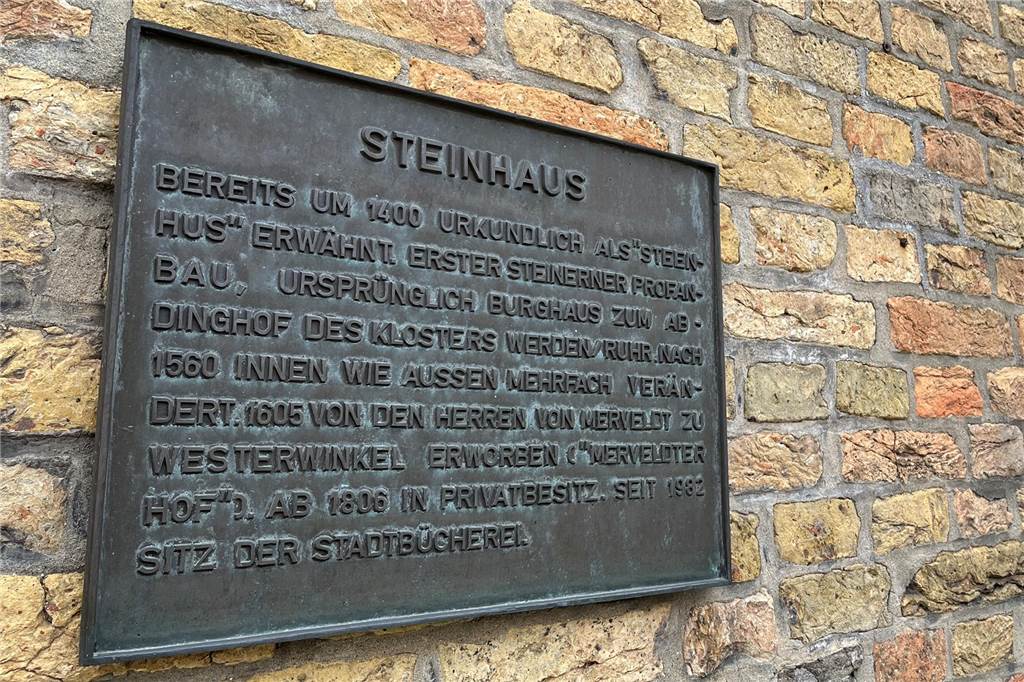 STEINHAUS
BEREITS UM 1400 URKUNDLICH ALS "STEEN-
HUS" ERWÄHNT. ERSTER STEINERNER PROFAN-
BAU, URSPRÜNGLICH BURGHAUS ZUM AB-
DINGHOF DES KLOSTERS WERDEN/RUHR. NACH
1560 INNEN WIE AUSSEN MEHRFACH VERÄN-
DERT. 1605 VON DEN HERREN VON MERVELDT ZU
WESTERWINKEL ERWORBEN ("MERVELDTER
HOF"). AB 1806 IN PRIVATBESITZ. SEIT 1982
SITZ DER STADTBÜCHEREI.